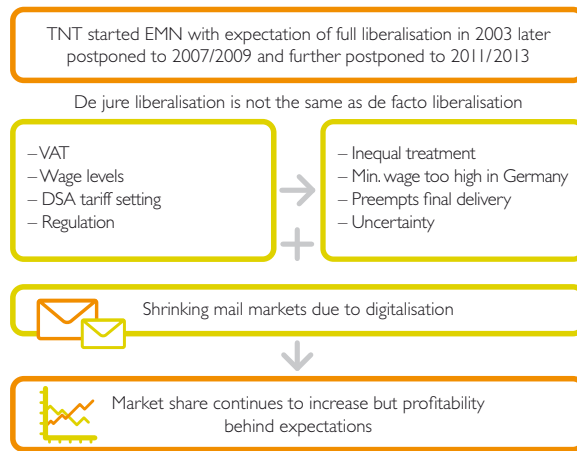 TNT started EMN with expectation of full liberalisation in 2003 later
postponed to 2007/2009 and further postponed to 2011/2013
De jure liberalisation is not the same as de facto liberalisation
– VAT
– Wage levels
– DSA tariff setting
– Regulation
– Inequal treatment
– Min. wage too high in Germany
– Preempts final delivery
– Uncertainty
Shrinking mail markets due to digitalisation
Market share continues to increase but profitability
behind expectations